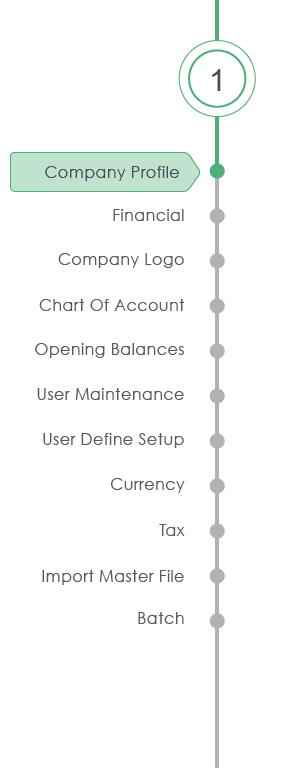 1
Company Profile
Financial
Company Logo
Chart Of Account
Opening Balances
User Maintenance
User Define Setup
Currency
Tax
Import Master File
Batch